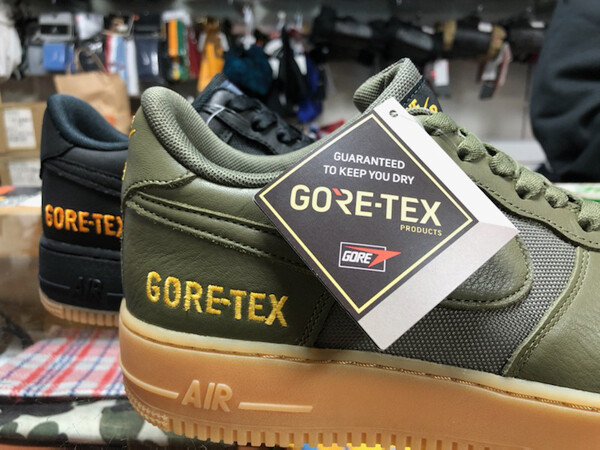 GUARANTEED
TO KEEP YOU DRY
GORE-TEX
PRODUCTS
GORE
GORE-TEX
AIR
GORE-TEX
AIR